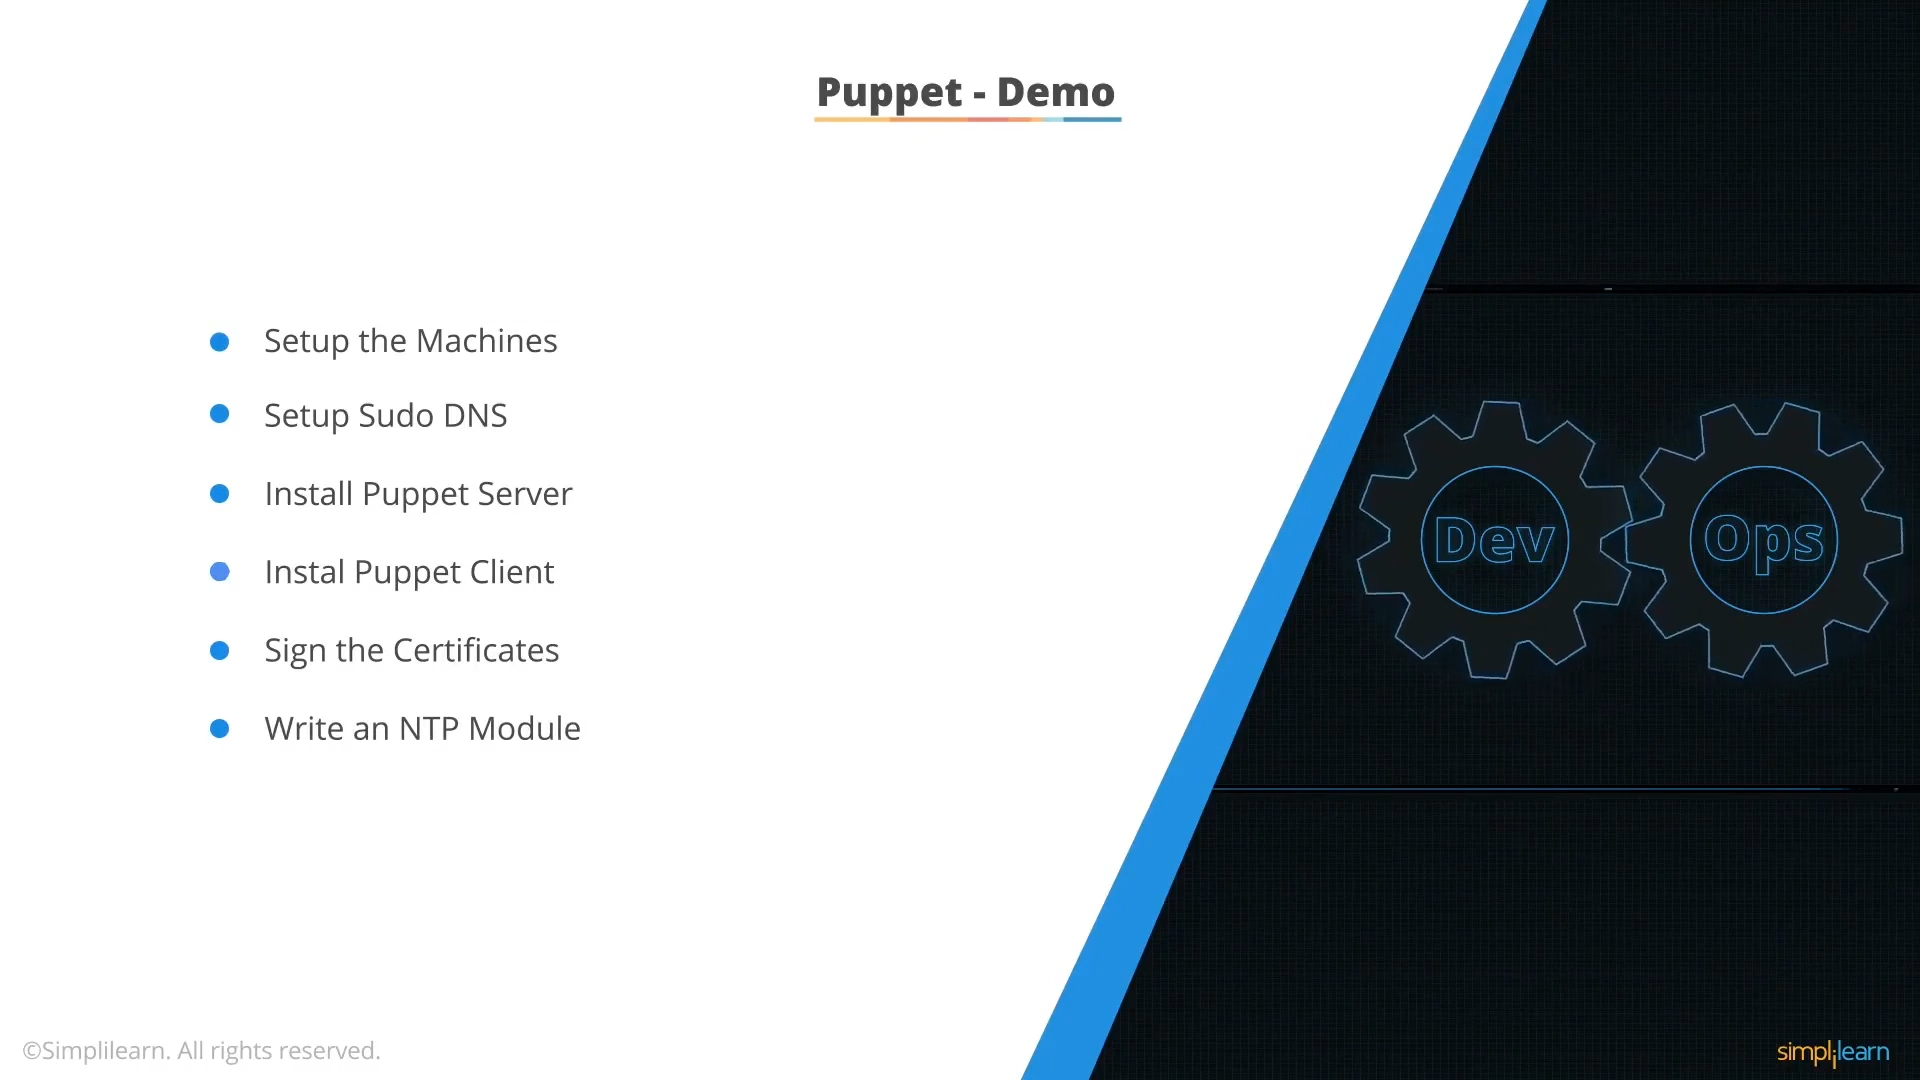 Puppet - Demo
Setup the Machines
Setup Sudo DNS
Install Puppet Server
Instal Puppet Client
Sign the Certificates
Write an NTP Module
Dev
Ops
©Simplilearn. All rights reserved.
simplilearn